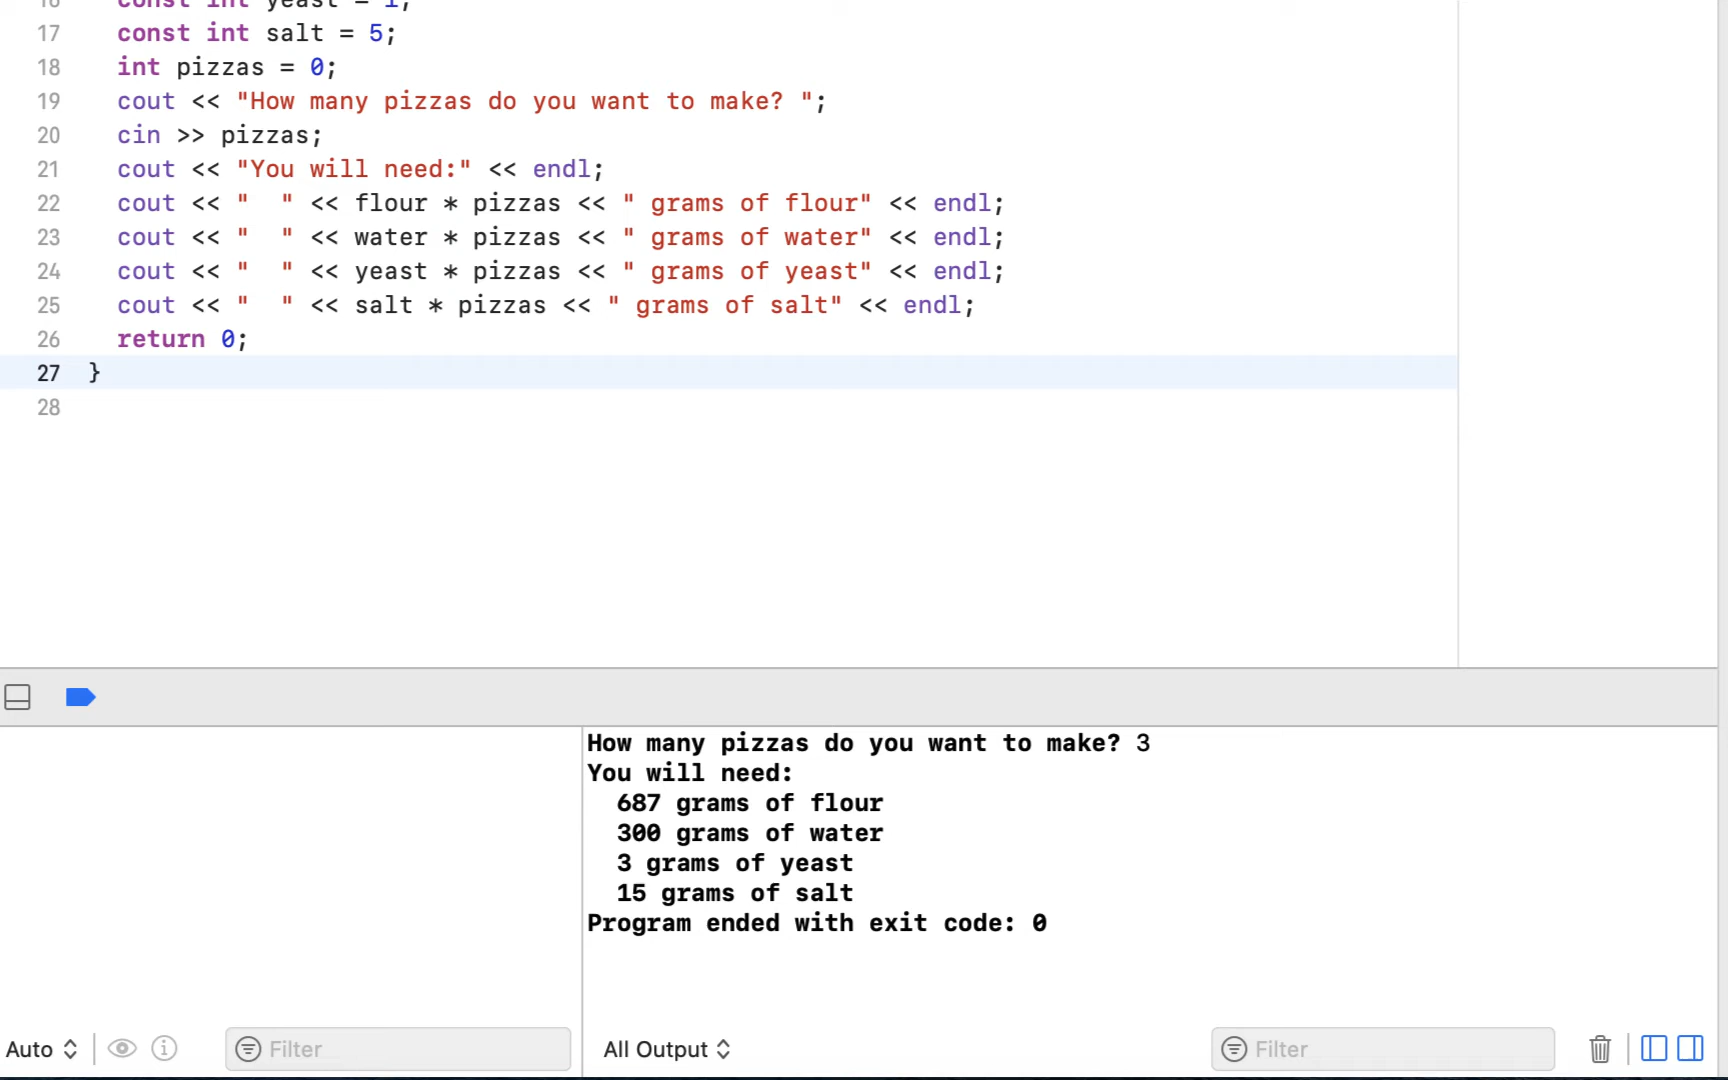 16 const int yeast = 1;
17 const int salt = 5;
18 int pizzas = 0;
19 cout << "How many pizzas do you want to make? ";
20 cin >> pizzas;
21 cout << "You will need:" << endl;
22 cout << "  " << flour * pizzas << " grams of flour" << endl;
23 cout << "  " << water * pizzas << " grams of water" << endl;
24 cout << "  " << yeast * pizzas << " grams of yeast" << endl;
25 cout << "  " << salt * pizzas << " grams of salt" << endl;
26 return 0;
27 }
28
How many pizzas do you want to make? 3
You will need:
  687 grams of flour
  300 grams of water
  3 grams of yeast
  15 grams of salt
Program ended with exit code: 0
Auto
Filter
All Output
Filter